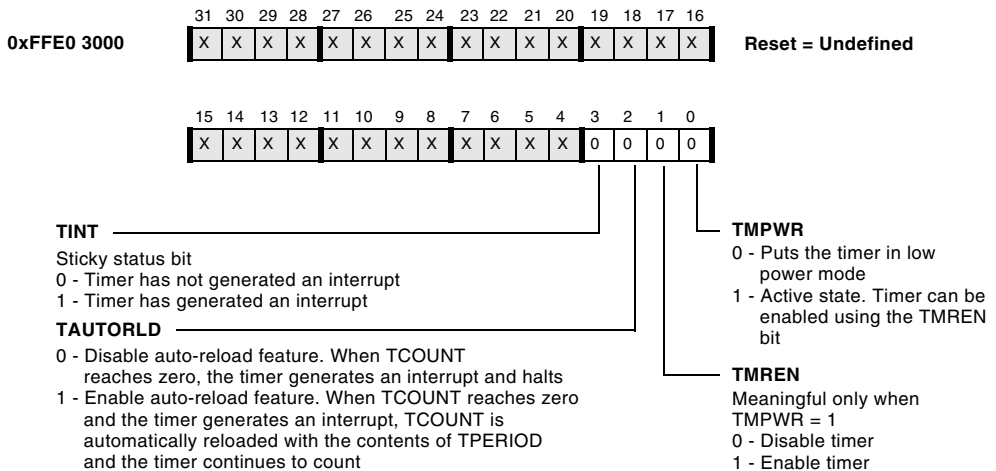 31 30 29 28 27 26 25 24 23 22 21 20 19 18 17 16
0xFFE0 3000 X X X X X X X X X X X X X X X X Reset = Undefined
15 14 13 12 11 10 9 8 7 6 5 4 3 2 1 0
X X X X X X X X X X X X 0 0 0 0
TINT
Sticky status bit
0 - Timer has not generated an interrupt
1 - Timer has generated an interrupt
TAUTORLD
0 - Disable auto-reload feature. When TCOUNT
reaches zero, the timer generates an interrupt and halts
1 - Enable auto-reload feature. When TCOUNT reaches zero
and the timer generates an interrupt, TCOUNT is
automatically reloaded with the contents of TPERIOD
and the timer continues to count
TMPWR
0 - Puts the timer in low
power mode
1 - Active state. Timer can be
enabled using the TMREN
bit
TMREN
Meaningful only when
TMPWR = 1
0 - Disable timer
1 - Enable timer